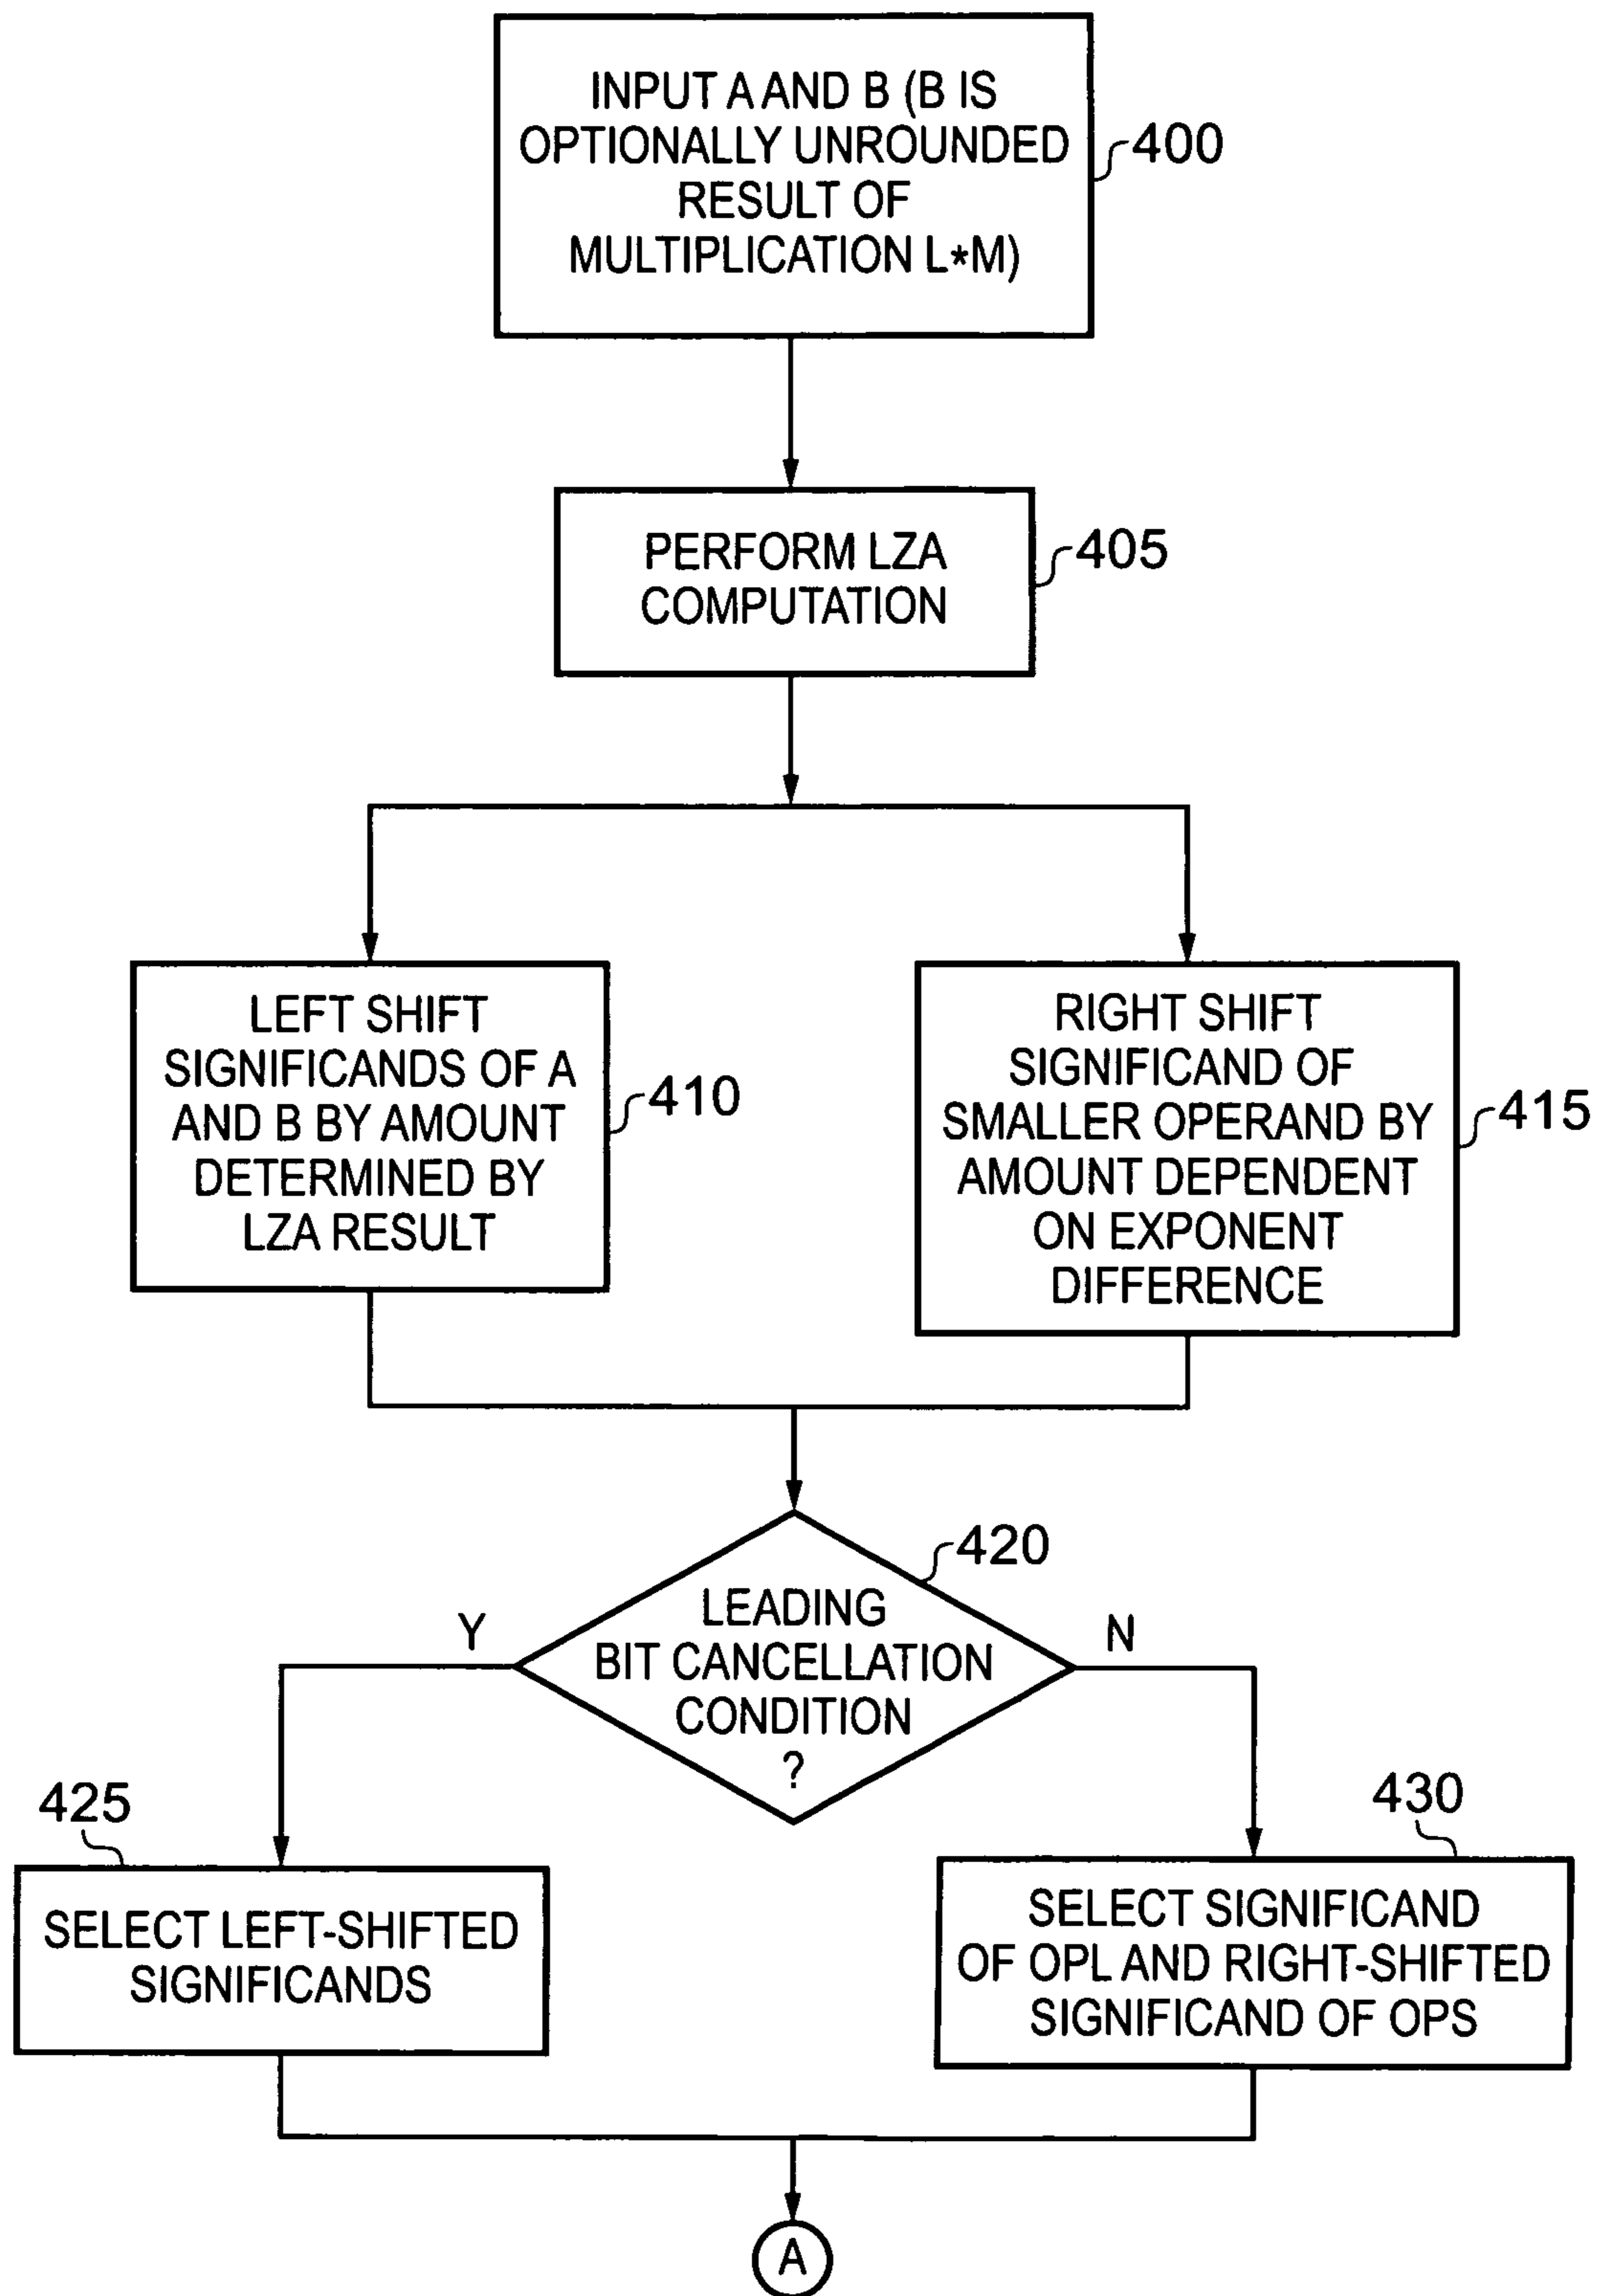 INPUT A AND B (B IS
OPTIONALLY UNROUNDED
RESULT OF
MULTIPLICATION L*M)
400
PERFORM LZA
COMPUTATION
405
LEFT SHIFT
SIGNIFICANDS OF A
AND B BY AMOUNT
DETERMINED BY
LZA RESULT
410
RIGHT SHIFT
SIGNIFICAND OF
SMALLER OPERAND BY
AMOUNT DEPENDENT
ON EXPONENT
DIFFERENCE
415
420
LEADING
BIT CANCELLATION
CONDITION
?
Y
N
425
SELECT LEFT-SHIFTED
SIGNIFICANDS
430
SELECT SIGNIFICAND
OF OPL AND RIGHT-SHIFTED
SIGNIFICAND OF OPS
A